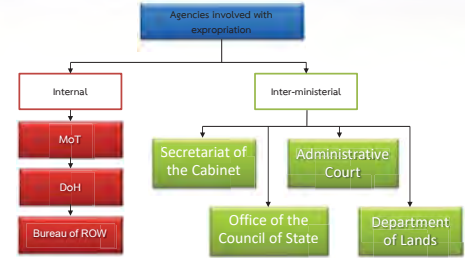 Agencies involved with
expropriation
Internal
Inter-ministerial
MoT
DoH
Bureau of ROW
Secretariat of
the Cabinet
Administrative
Court
Office of the
Council of State
Department
of Lands